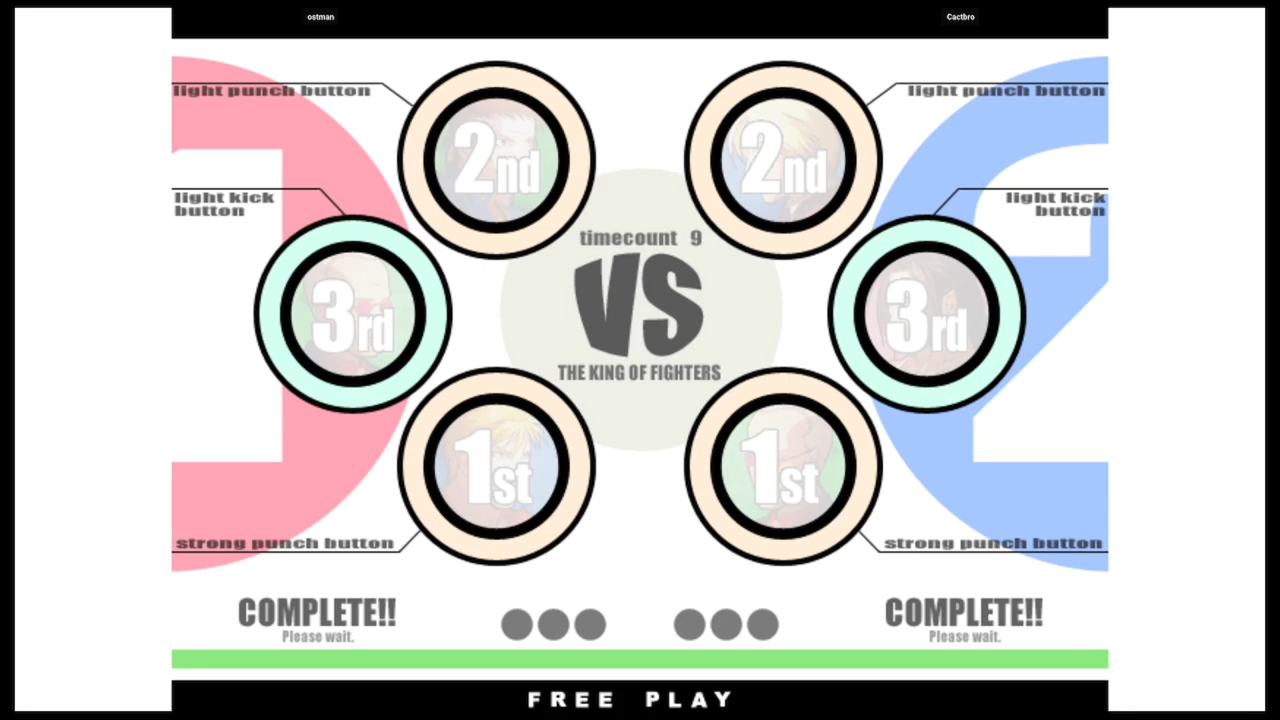 ostman
Cactbro
light punch button
light punch button
2nd
2nd
light kick
button
light kick
button
timecount 9
VS
THE KING OF FIGHTERS
3rd
3rd
1st
1st
strong punch button
strong punch button
COMPLETE!!
Please wait.
COMPLETE!!
Please wait.
FREE PLAY